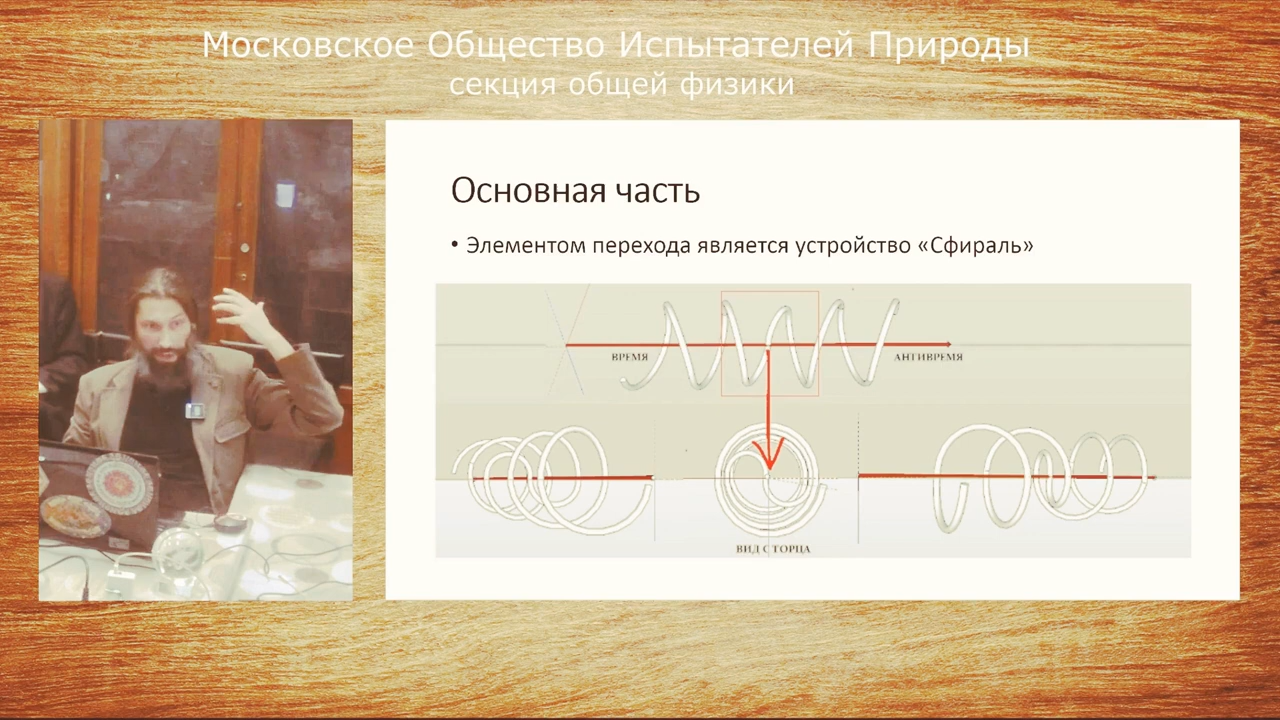 Московское Общество Испытателей Природы
секция общей физики
Основная часть
• Элементом перехода является устройство «Сфираль»
ВРЕМЯ
АНТИВРЕМЯ
ВИД С ТОРЦА